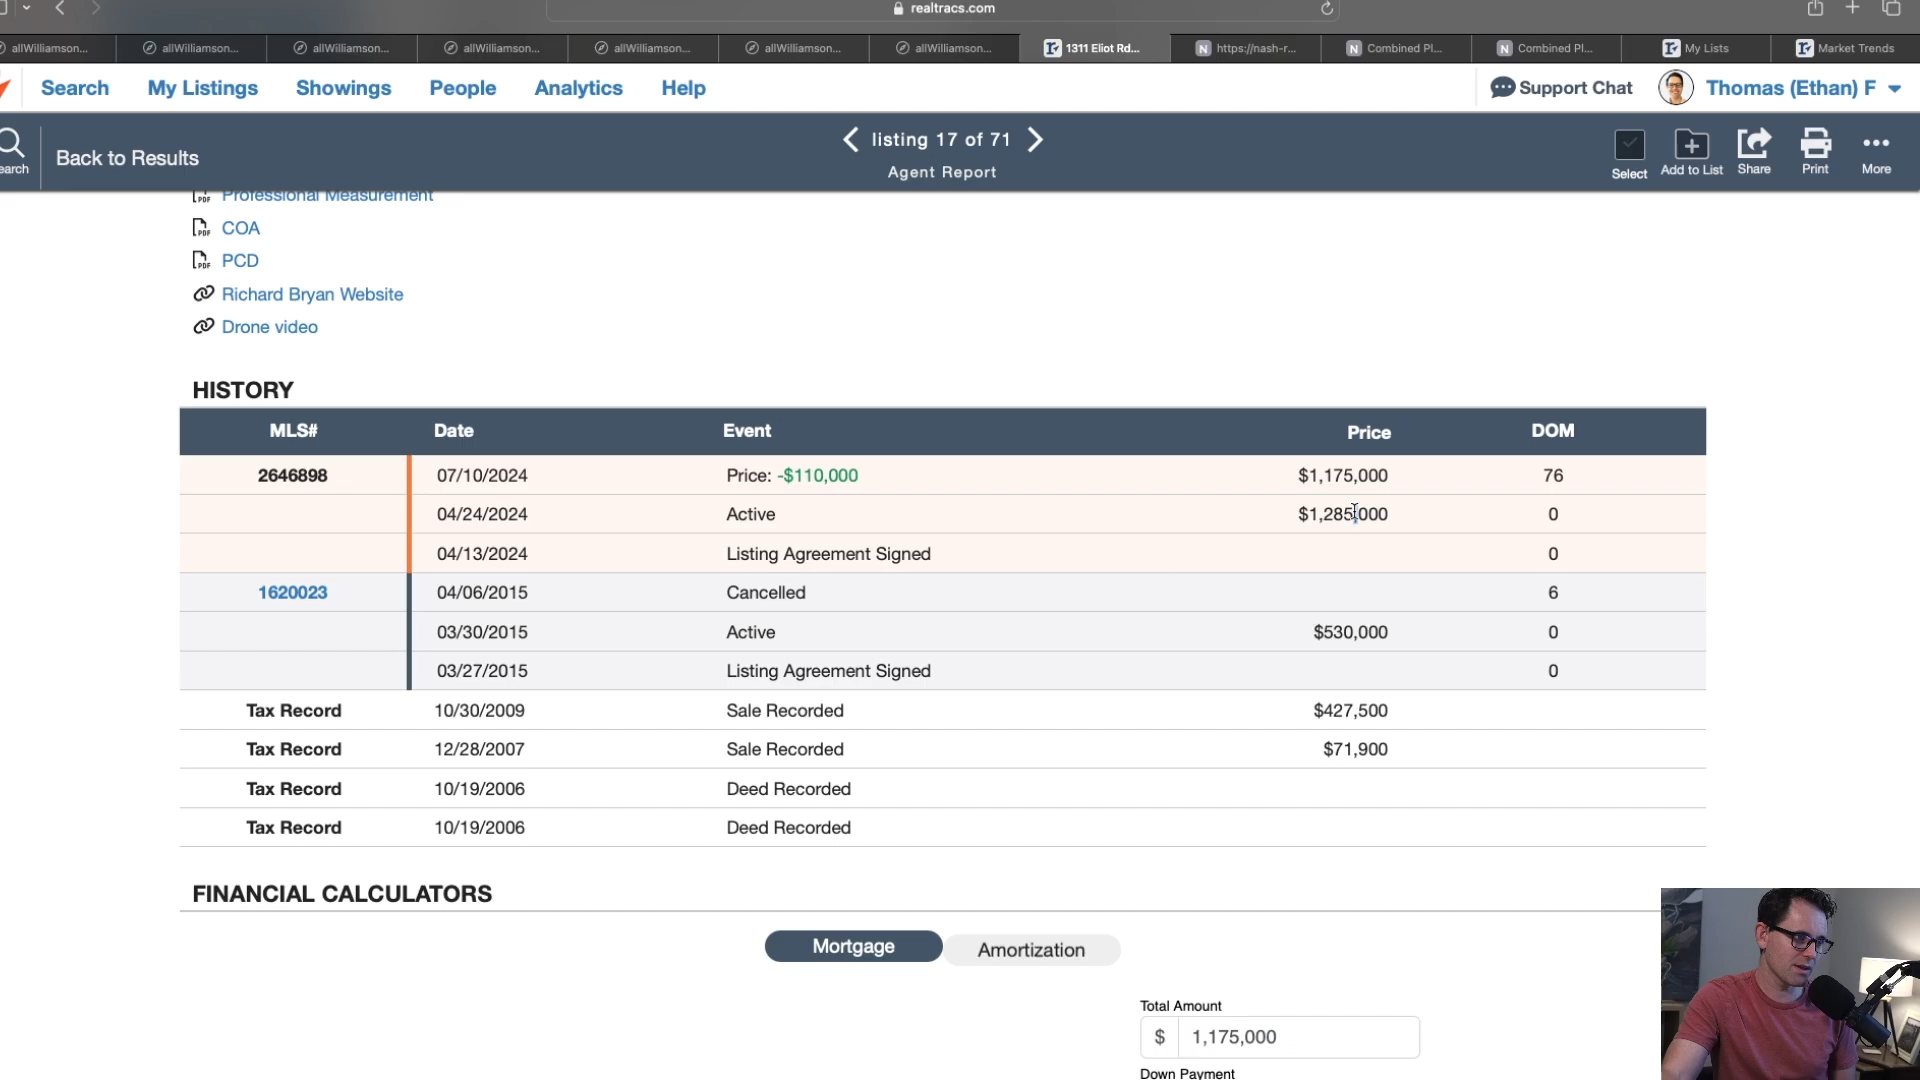 realtracs.com
allWilliamson... allWilliamson... allWilliamson... allWilliamson... allWilliamson... allWilliamson... allWilliamson... 1311 Eliot Rd... https://nash-r... Combined Pl... Combined Pl... My Lists Market Trends
Search My Listings Showings People Analytics Help Support Chat Thomas (Ethan) F
earch Back to Results listing 17 of 71 Select Add to List Share Print More
Agent Report
Professional Measurement
COA
PCD
Richard Bryan Website
Drone video
HISTORY
MLS# Date Event Price DOM
2646898 07/10/2024 Price: -$110,000 $1,175,000 76
04/24/2024 Active $1,285,000 0
04/13/2024 Listing Agreement Signed 0
1620023 04/06/2015 Cancelled 6
03/30/2015 Active $530,000 0
03/27/2015 Listing Agreement Signed 0
Tax Record 10/30/2009 Sale Recorded $427,500
Tax Record 12/28/2007 Sale Recorded $71,900
Tax Record 10/19/2006 Deed Recorded
Tax Record 10/19/2006 Deed Recorded
FINANCIAL CALCULATORS
Mortgage Amortization
Total Amount
$ 1,175,000
Down Payment